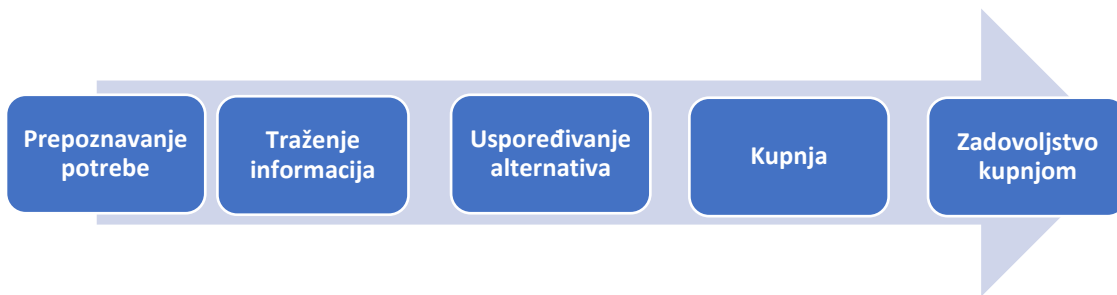 Prepoznavanje
potrebe
Traženje
informacija
Uspoređivanje
alternativa
Kupnja
Zadovoljstvo
kupnjom